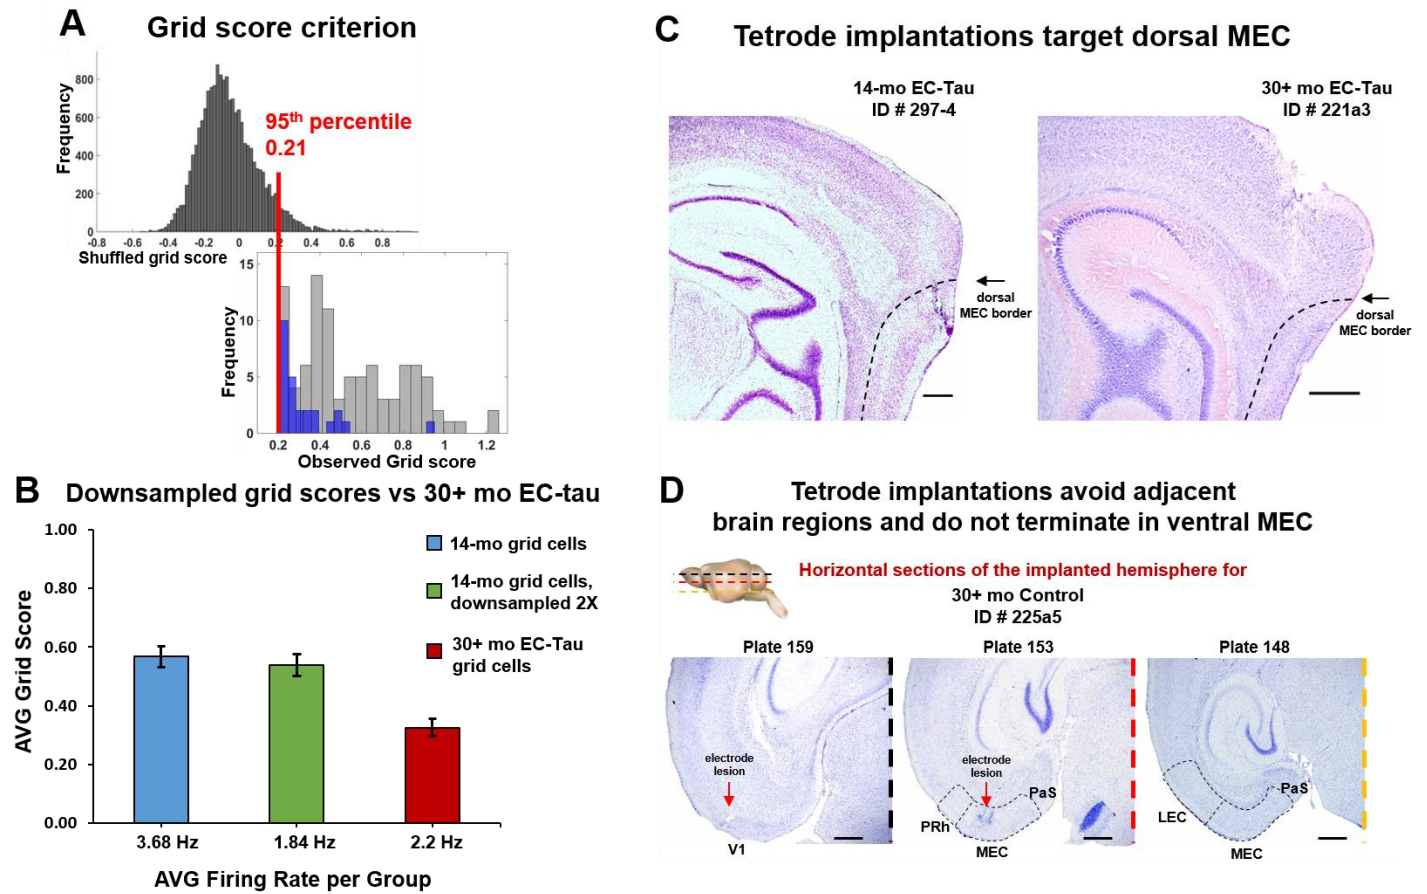 A
Grid score criterion
Frequency
800
600
400
200
0
-0.8 -0.6 -0.4 -0.2 0 0.2 0.4 0.6 0.8
Shuffled grid score
95th percentile
0.21
Frequency
15
10
5
0
0.2 0.4 0.6 0.8 1 1.2
Observed Grid score
B
Downsampled grid scores vs 30+ mo EC-tau
AVG Grid Score
1.00
0.80
0.60
0.40
0.20
0.00
14-mo grid cells
14-mo grid cells,
downsampled 2X
30+ mo EC-Tau
grid cells
3.68 Hz 1.84 Hz 2.2 Hz
AVG Firing Rate per Group
C
Tetrode implantations target dorsal MEC
14-mo EC-Tau
ID # 297-4
dorsal
MEC border
30+ mo EC-Tau
ID # 221a3
dorsal
MEC border
D
Tetrode implantations avoid adjacent
brain regions and do not terminate in ventral MEC
Horizontal sections of the implanted hemisphere for
30+ mo Control
ID # 225a5
Plate 159
electrode
lesion
V1
Plate 153
electrode
lesion
PaS
PRh
MEC
Plate 148
PaS
LEC
MEC